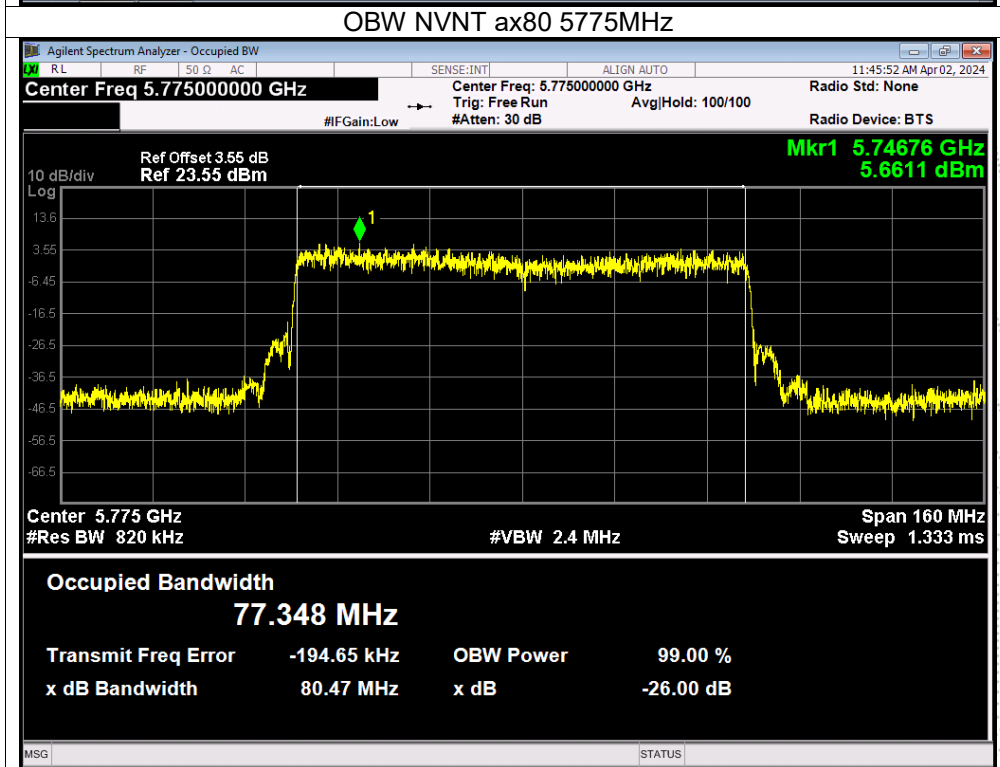 OBW NVNT ax80 5775MHz
Agilent Spectrum Analyzer - Occupied BW
LXI RL RF 50 Ω AC SENSE:INT ALIGN AUTO 11:45:52 AM Apr 02, 2024
Center Freq 5.775000000 GHz Center Freq: 5.775000000 GHz Radio Std: None
Trig: Free Run Avg|Hold: 100/100
#IFGain:Low #Atten: 30 dB Radio Device: BTS
Mkr1 5.74676 GHz
5.6611 dBm
Ref Offset 3.55 dB
10 dB/div Ref 23.55 dBm
Log
13.6
1
3.55
-6.45
-16.5
-26.5
-36.5
-46.5
-56.5
-66.5
Center 5.775 GHz Span 160 MHz
#Res BW 820 kHz #VBW 2.4 MHz Sweep 1.333 ms
Occupied Bandwidth
77.348 MHz
Transmit Freq Error -194.65 kHz OBW Power 99.00 %
x dB Bandwidth 80.47 MHz x dB -26.00 dB
MSG STATUS